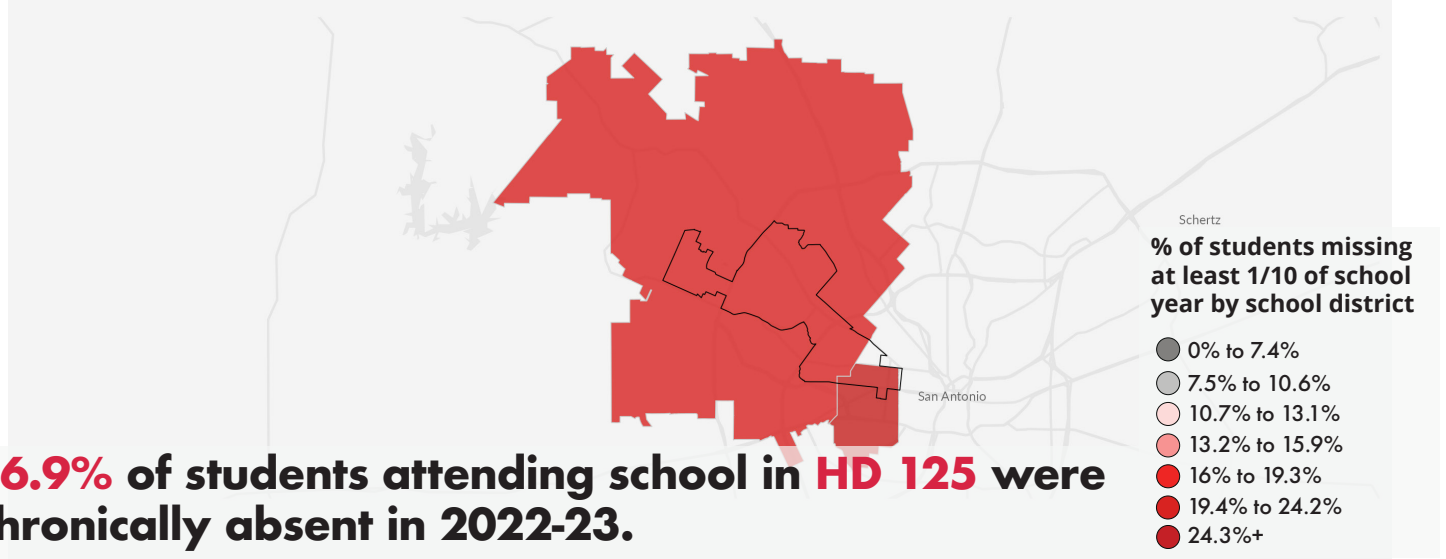 Schertz
% of students missing
at least 1/10 of school
year by school district
0% to 7.4%
7.5% to 10.6%
10.7% to 13.1%
13.2% to 15.9%
16% to 19.3%
19.4% to 24.2%
24.3%+
San Antonio
6.9% of students attending school in HD 125 were
hronically absent in 2022-23.